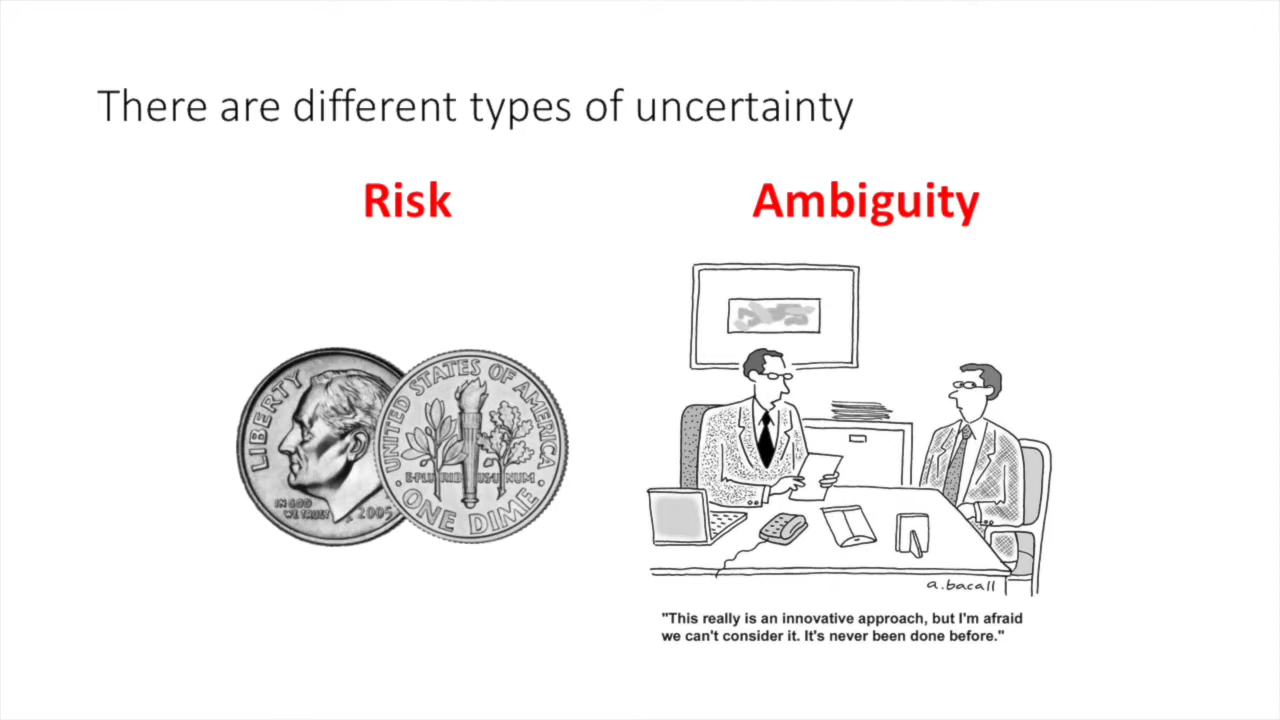 There are different types of uncertainty
Risk
Ambiguity
LIBERTY
IN GOD
WE TRUST
2005
UNITED STATES OF AMERICA
E·PLURIBUS·UNUM
ONE DIME
a.bacall
"This really is an innovative approach, but I'm afraid
we can't consider it. It's never been done before."